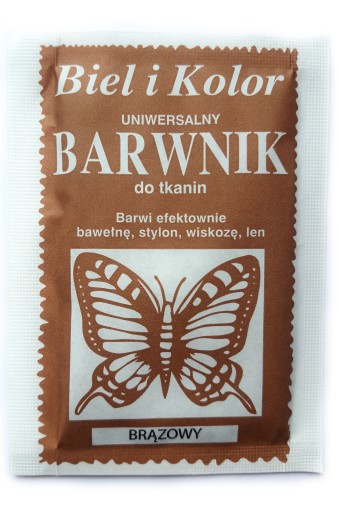 Biel i Kolor
UNIWERSALNY
BARWNIK
do tkanin
Barwi efektownie
bawełnę, stylon, wiskozę, len
BRĄZOWY